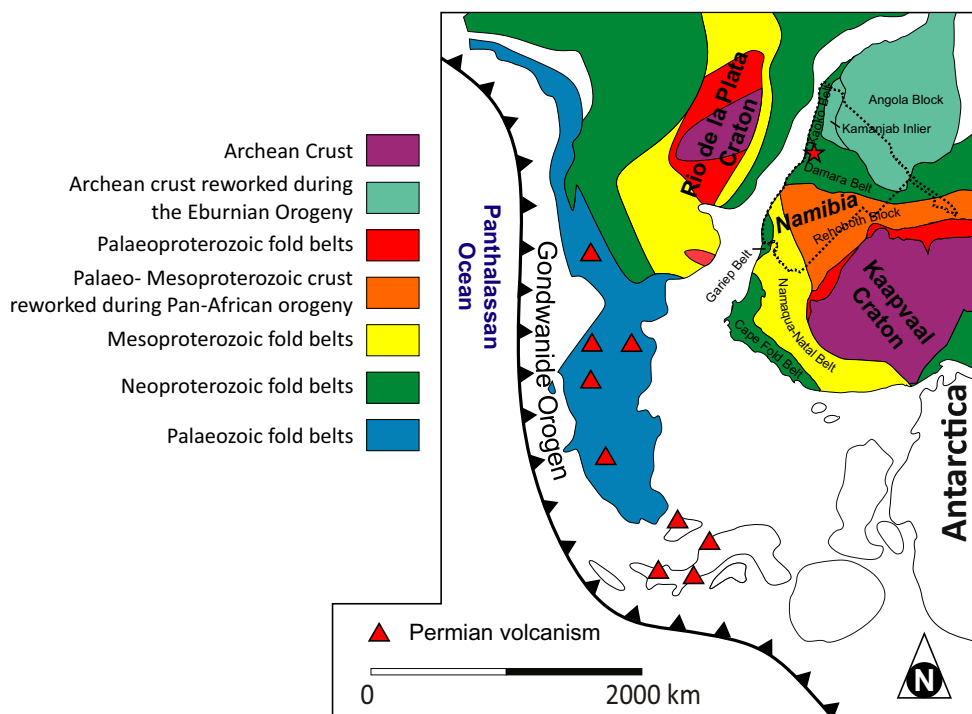 Archean Crust
Archean crust reworked during
the Eburnian Orogeny
Palaeoproterozoic fold belts
Palaeo- Mesoproterozoic crust
reworked during Pan-African orogeny
Mesoproterozoic fold belts
Neoproterozoic fold belts
Palaeozoic fold belts
Panthalassan
Ocean
Gondwanide Orogen
Rio de la Plata
Craton
Kaoko Belt
Angola Block
Kamanjab Inlier
Damara Belt
Namibia
Rehoboth Block
Gariep Belt
Namaqua-Natal Belt
Cape Fold Belt
Kaapvaal
Craton
Antarctica
Permian volcanism
0
2000 km
N